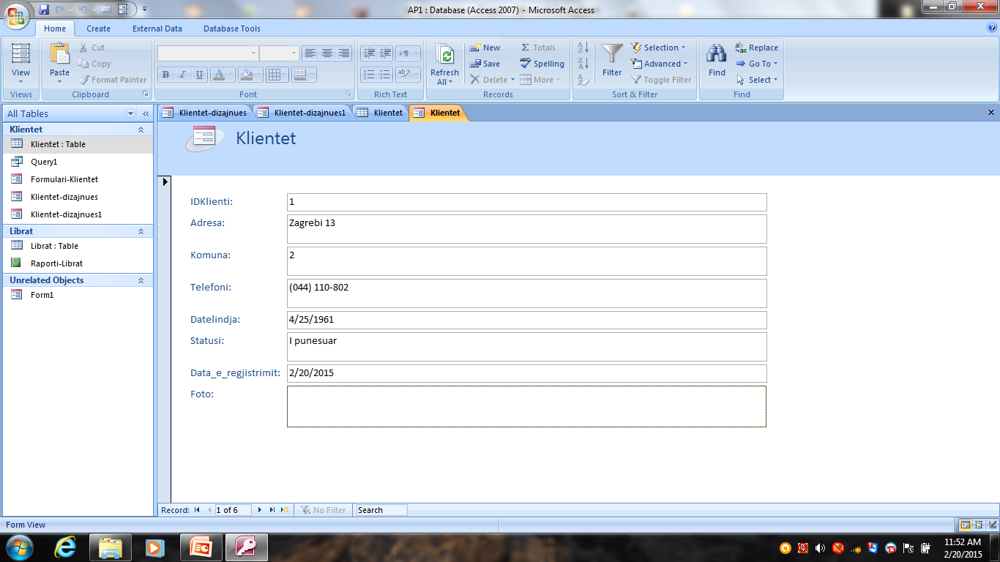 AP1 : Database (Access 2007) - Microsoft Access
Home Create External Data Database Tools
View
Views
Paste
Cut
Copy
Format Painter
Clipboard
B I U A
Font
ab
Rich Text
Refresh
All
New
Save
Delete
Totals
ABC Spelling
More
Records
Filter
Selection
Advanced
Toggle Filter
Sort & Filter
Find
Replace
Go To
Select
Find
All Tables
Klientet
Klientet : Table
Query1
Formulari-Klientet
Klientet-dizajnues
Klientet-dizajnues1
Librat
Librat : Table
Raporti-Librat
Unrelated Objects
Form1
Klientet-dizajnues Klientet-dizajnues1 Klientet Klientet
Klientet
IDKlienti: 1
Adresa: Zagrebi 13
Komuna: 2
Telefoni: (044) 110-802
Datelindja: 4/25/1961
Statusi: I punesuar
Data_e_regjistrimit: 2/20/2015
Foto:
Record: 1 of 6 No Filter Search
Form View
11:52 AM
2/20/2015